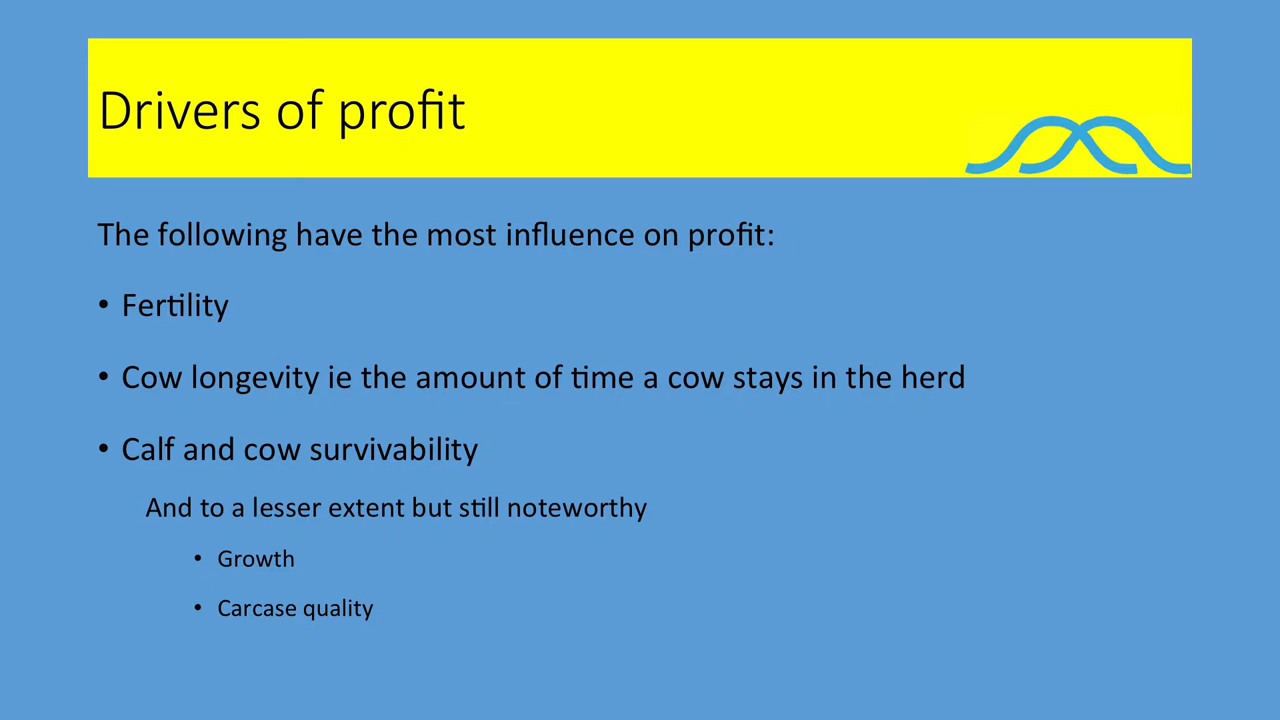 Drivers of profit
The following have the most influence on profit:
• Fertility
• Cow longevity ie the amount of time a cow stays in the herd
• Calf and cow survivability
And to a lesser extent but still noteworthy
• Growth
• Carcase quality